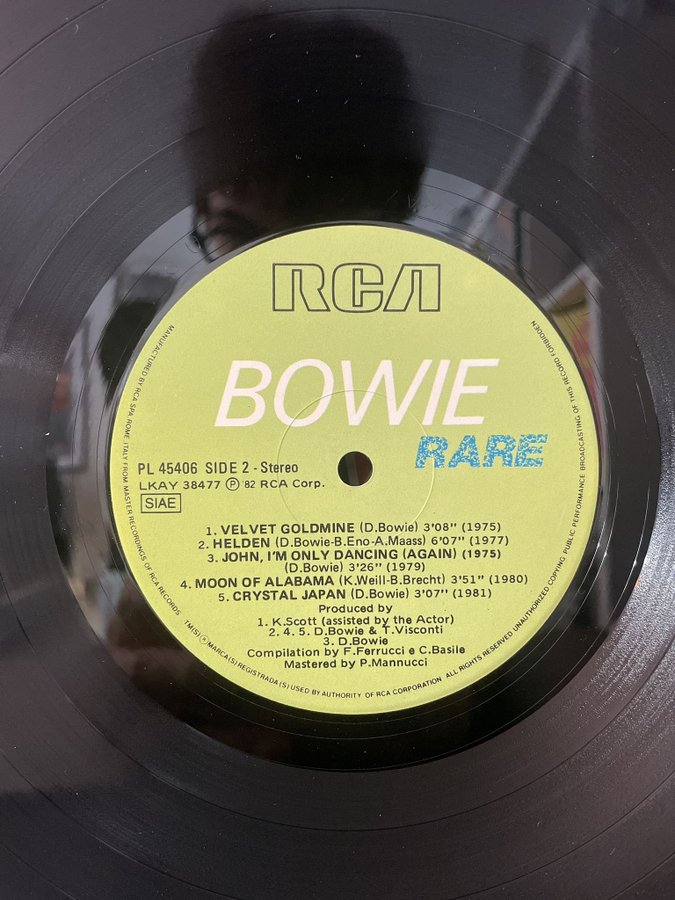 RCA
BOWIE
RARE
PL 45406 SIDE 2 - Stereo
LKAY 38477 Ⓟ '82 RCA Corp.
SIAE
1. VELVET GOLDMINE (D.Bowie) 3'08'' (1975)
2. HELDEN (D.Bowie-B.Eno-A.Maass) 6'07'' (1977)
3. JOHN, I'M ONLY DANCING (AGAIN) (1975)
(D.Bowie) 3'26'' (1979)
4. MOON OF ALABAMA (K.Weill-B.Brecht) 3'51'' (1980)
5. CRYSTAL JAPAN (D.Bowie) 3'07'' (1981)
Produced by
1. K.Scott (assisted by the Actor)
2. 4. 5. D.Bowie & T.Visconti
3. D.Bowie
Compilation by F.Ferrucci e C.Basile
Mastered by P.Mannucci
MANUFACTURED BY RCA SPA ROME ITALY FROM MASTER RECORDINGS OF RCA RECORDS TM(S) ® MARCA(S) REGISTRADA(S) USED BY AUTHORITY OF RCA CORPORATION. ALL RIGHTS RESERVED UNAUTHORIZED COPYING PUBLIC PERFORMANCE BROADCASTING OF THIS RECORD FORBIDDEN